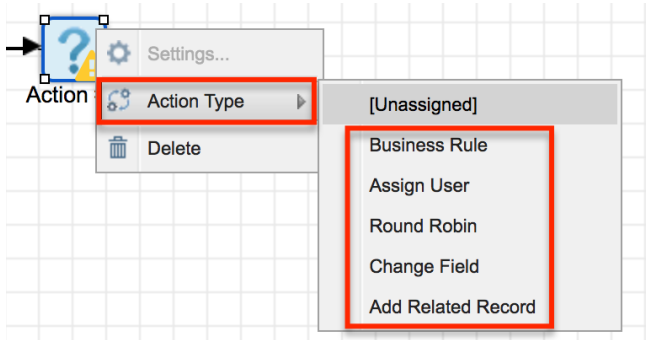 ?
Settings...
Action
Action Type
[Unassigned]
Delete
Business Rule
Assign User
Round Robin
Change Field
Add Related Record